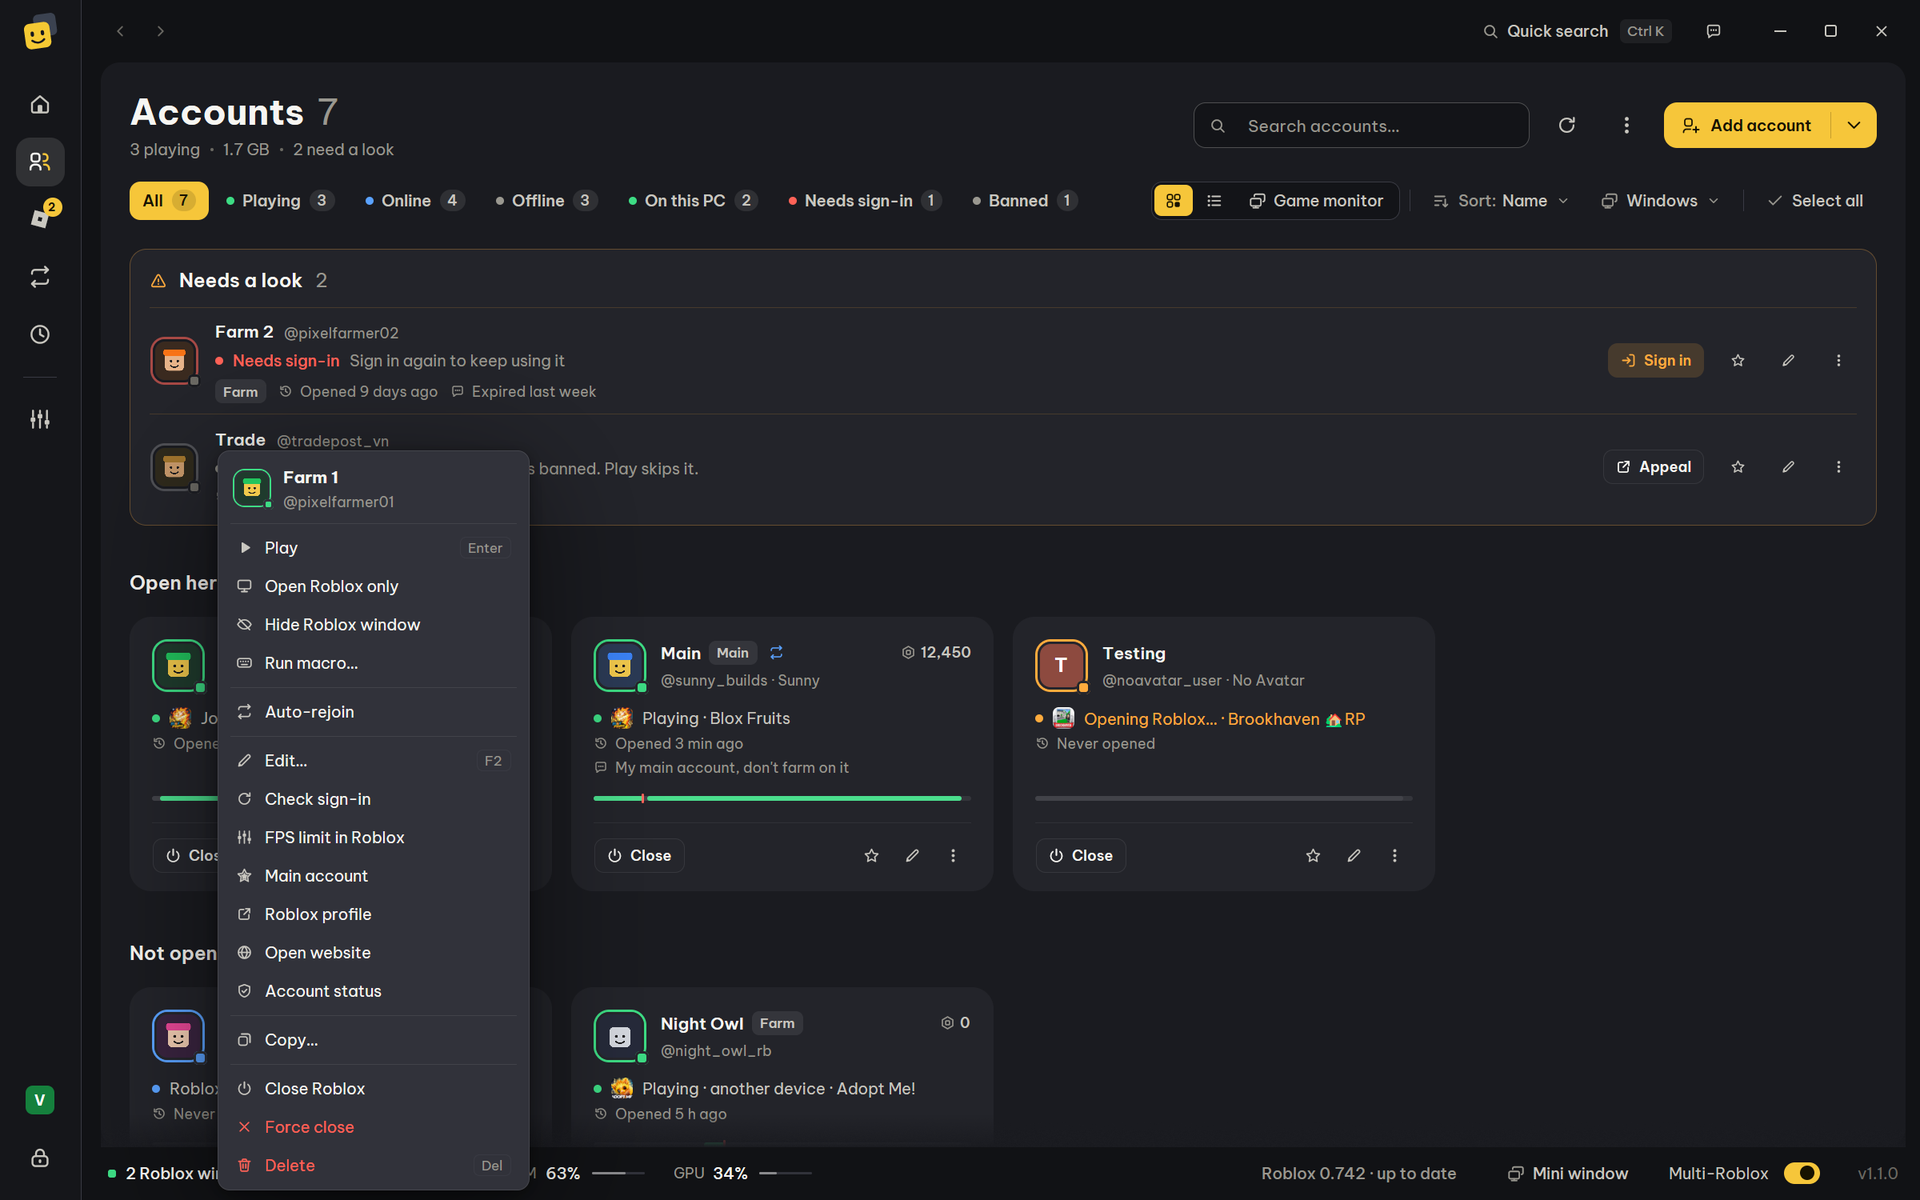 Quick search Ctrl K
Accounts 7
3 playing · 1.7 GB · 2 need a look
Search accounts...
Add account
All 7 Playing 3 Online 4 Offline 3 On this PC 2 Needs sign-in 1 Banned 1
Game monitor Sort: Name Windows Select all
2
Needs a look 2
Farm 2 @pixelfarmer02
Needs sign-in Sign in again to keep using it
Farm Opened 9 days ago Expired last week
Sign in
Trade @tradepost_vn
banned. Play skips it.
Appeal
Farm 1
@pixelfarmer01
Play Enter
Open Roblox only
Hide Roblox window
Run macro...
Auto-rejoin
Edit... F2
Check sign-in
FPS limit in Roblox
Main account
Roblox profile
Open website
Account status
Copy...
Close Roblox
Force close
Delete Del
Open
Main Main 12,450
@sunny_builds · Sunny
Playing · Blox Fruits
Opened 3 min ago
My main account, don't farm on it
Close
Testing
@noavatar_user · No Avatar
Opening Roblox... · Brookhaven 🏠RP
Never opened
Close
Not open
Night Owl Farm 0
@night_owl_rb
Playing · another device · Adopt Me!
Opened 5 h ago
Roblox
Never
V
2 Roblox 63% GPU 34%
Roblox 0.742 · up to date Mini window Multi-Roblox v1.1.0